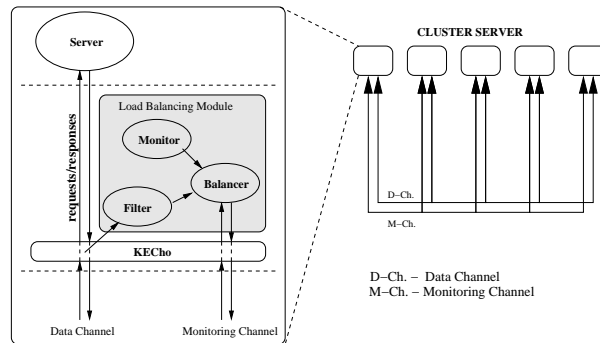 Server
CLUSTER SERVER
requests/responses
Load Balancing Module
Monitor
Balancer
Filter
KECho
Data Channel
Monitoring Channel
D–Ch.
M–Ch.
D–Ch. – Data Channel
M–Ch. – Monitoring Channel